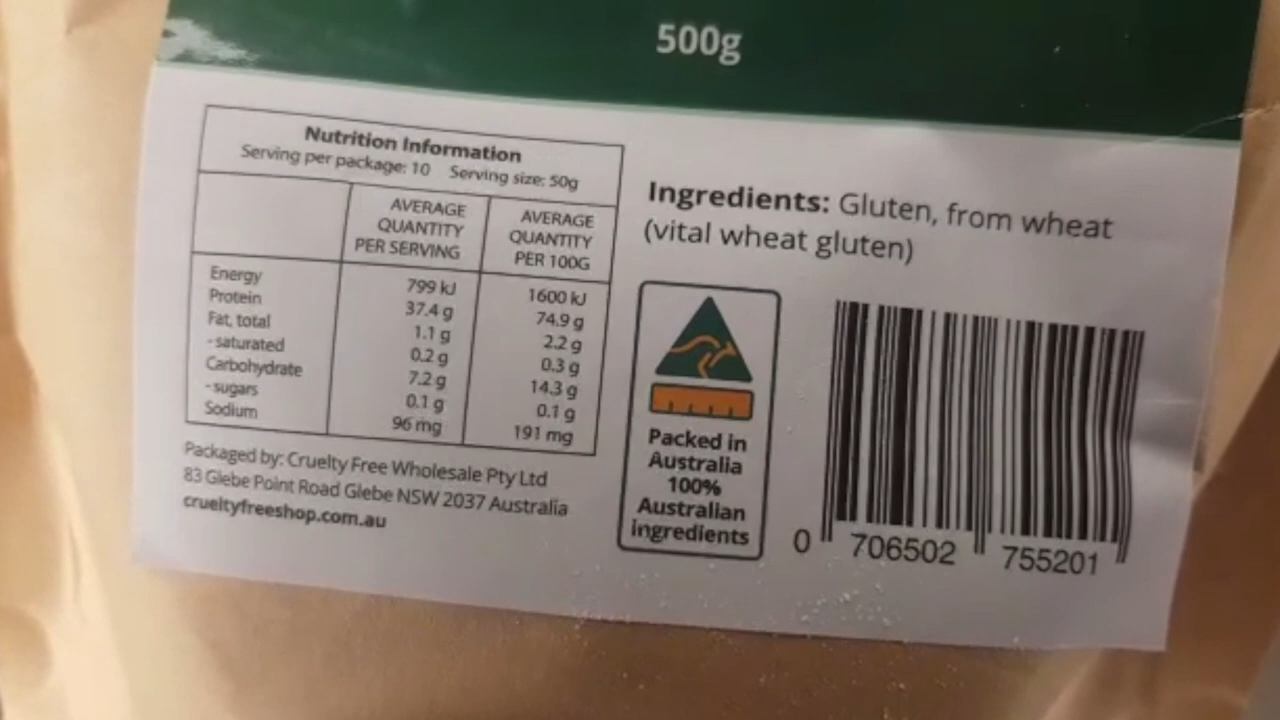 500g
Nutrition Information
Serving per package: 10 Serving size: 50g
AVERAGE QUANTITY PER SERVING AVERAGE QUANTITY PER 100G
Energy 799 kJ 1600 kJ
Protein 37.4 g 74.9 g
Fat, total 1.1 g 2.2 g
- saturated 0.2 g 0.3 g
Carbohydrate 7.2 g 14.3 g
- sugars 0.1 g 0.1 g
Sodium 96 mg 191 mg
Packaged by: Cruelty Free Wholesale Pty Ltd
83 Glebe Point Road Glebe NSW 2037 Australia
crueltyfreeshop.com.au
Ingredients: Gluten, from wheat
(vital wheat gluten)
Packed in
Australia
100%
Australian
ingredients
0 706502 755201